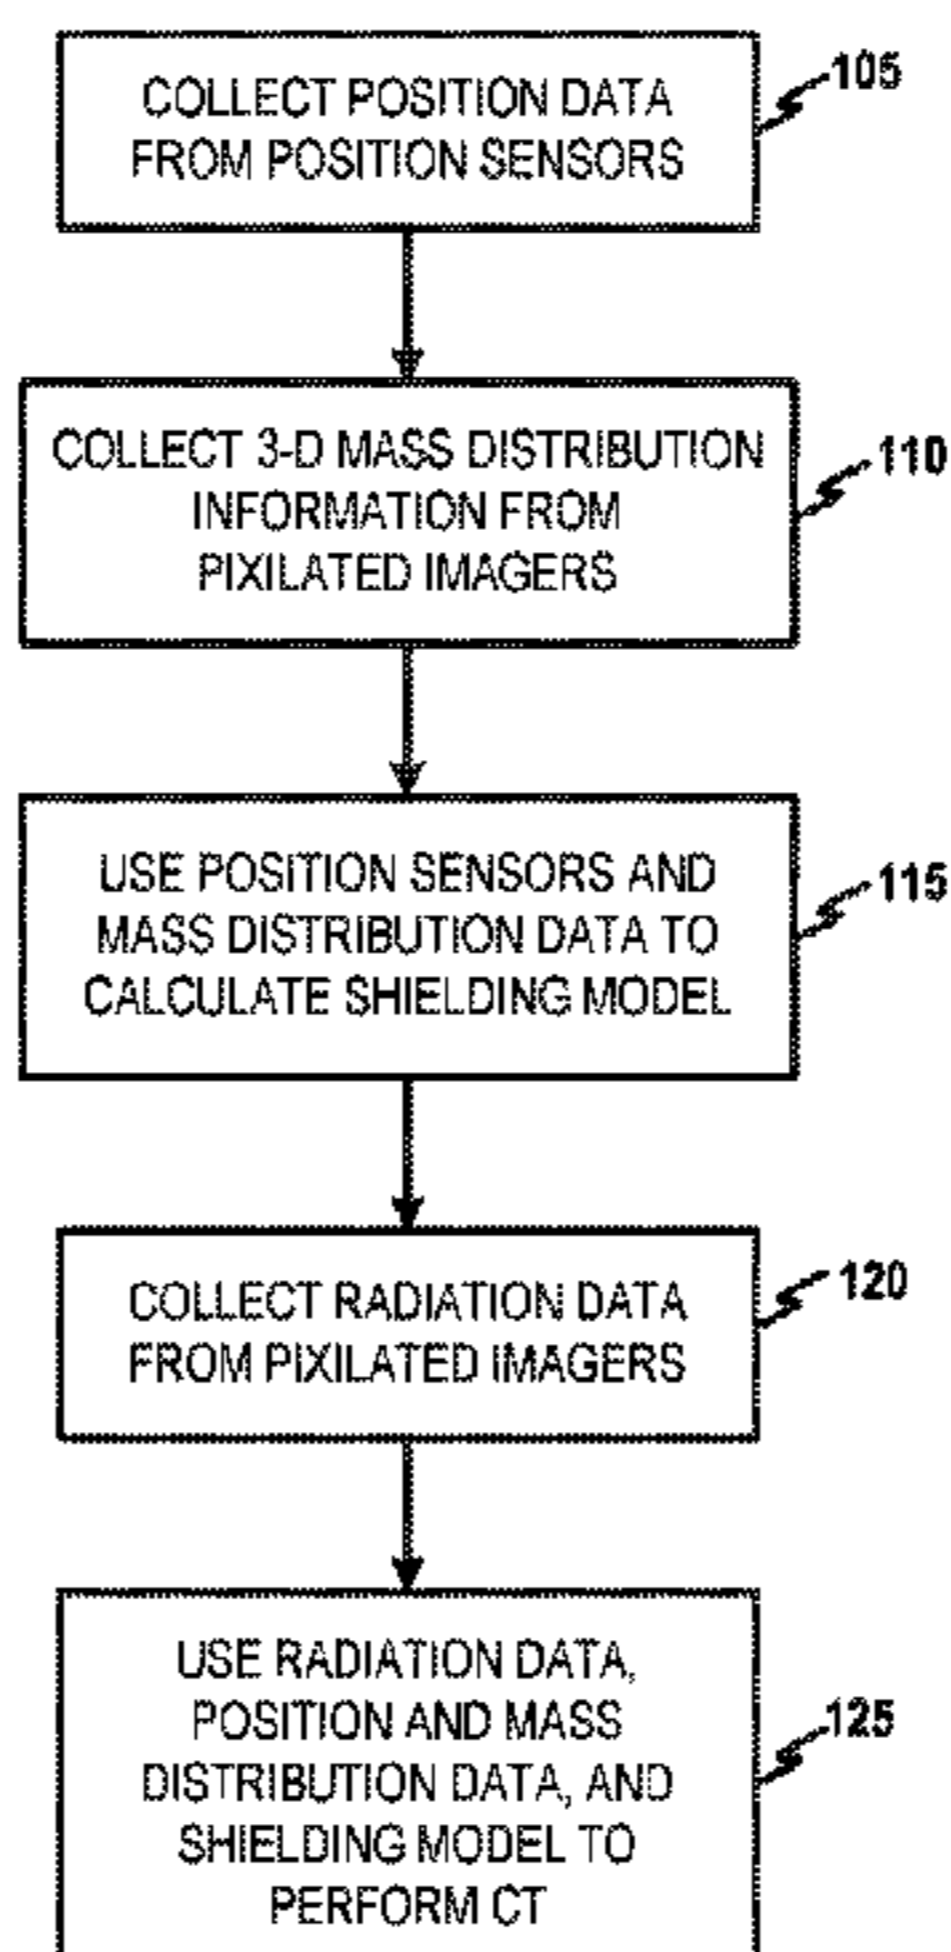 COLLECT POSITION DATA
FROM POSITION SENSORS
105
COLLECT 3-D MASS DISTRIBUTION
INFORMATION FROM
PIXILATED IMAGERS
110
USE POSITION SENSORS AND
MASS DISTRIBUTION DATA TO
CALCULATE SHIELDING MODEL
115
COLLECT RADIATION DATA
FROM PIXILATED IMAGERS
120
USE RADIATION DATA,
POSITION AND MASS
DISTRIBUTION DATA, AND
SHIELDING MODEL TO
PERFORM CT
125